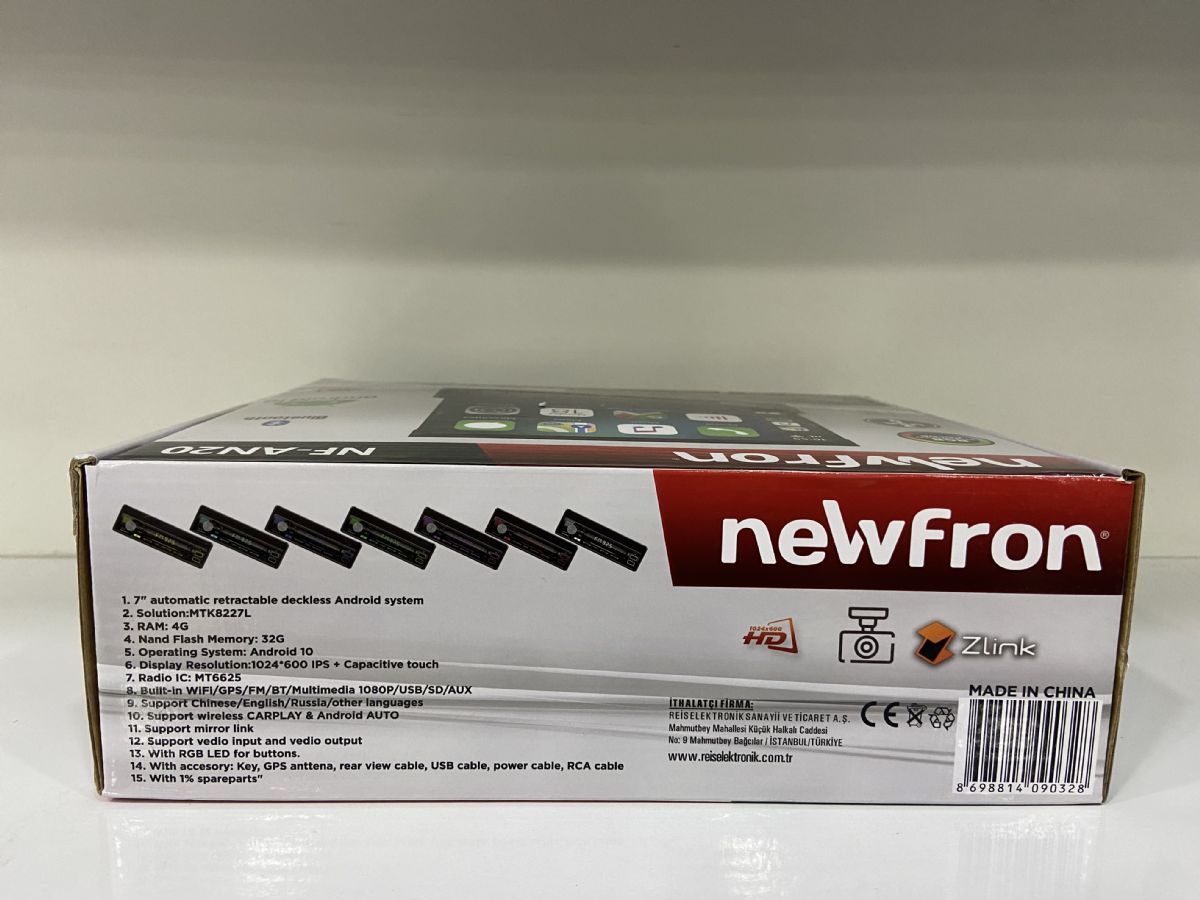 Bluetooth
NF-AN20
newfron
newfron®
1. 7" automatic retractable deckless Android system
2. Solution:MTK8227L
3. RAM: 4G
4. Nand Flash Memory: 32G
5. Operating System: Android 10
6. Display Resolution:1024*600 IPS + Capacitive touch
7. Radio IC: MT6625
8. Built-in WIFI/GPS/FM/BT/Multimedia 1080P/USB/SD/AUX
9. Support Chinese/English/Russia/other languages
10. Support wireless CARPLAY & Android AUTO
11. Support mirror link
12. Support vedio input and vedio output
13. With RGB LED for buttons.
14. With accesory: Key, GPS anttena, rear view cable, USB cable, power cable, RCA cable
15. With 1% spareparts"
1024x600
HD
Zlink
MADE IN CHINA
İTHALATÇI FİRMA:
REİSELEKTRONİK SANAYİİ VE TİCARET A.Ş.
Mahmutbey Mahallesi Küçük Halkalı Caddesi
No: 9 Mahmutbey Bağcılar / İSTANBUL/TÜRKİYE
www.reiselektronik.com.tr
CE
8 698814 090328